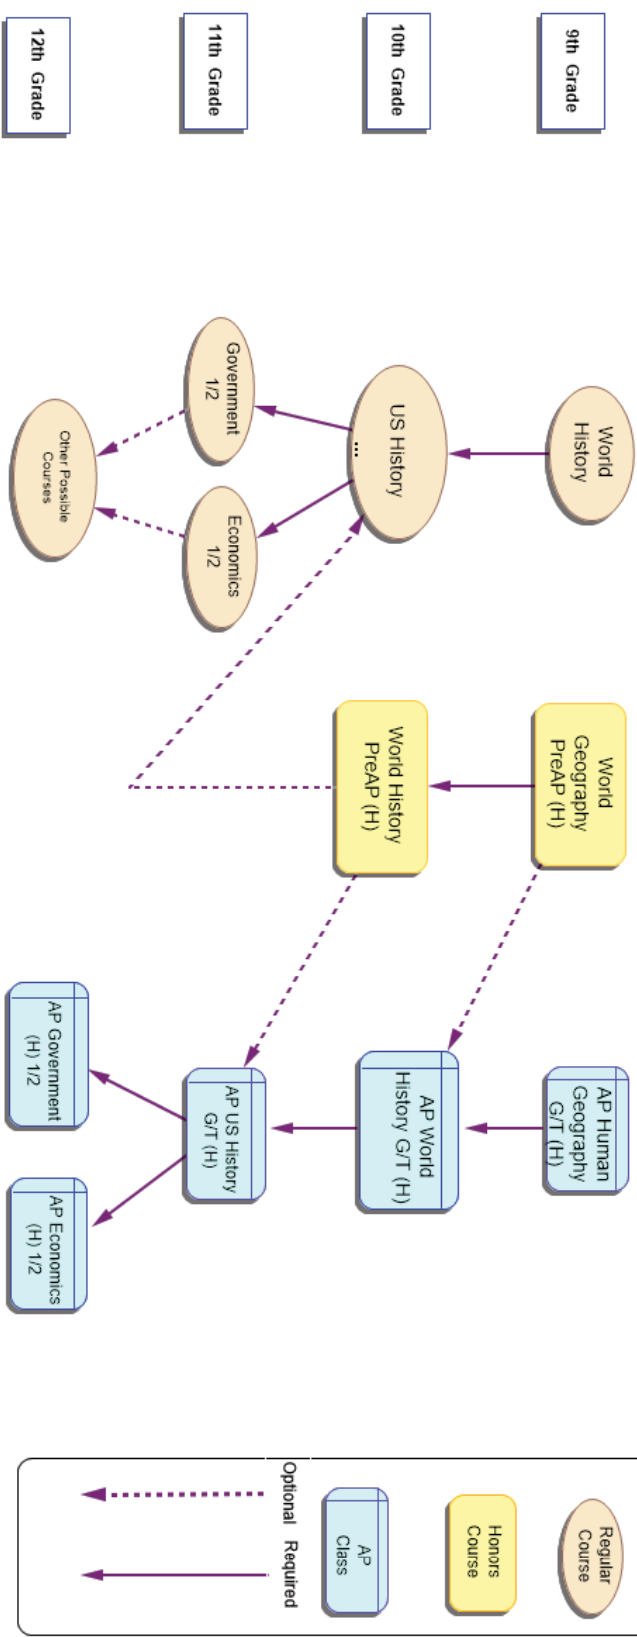 9th Grade
World
History
World
Geography
PreAP (H)
AP Human
Geography
G/T (H)
10th Grade
US History
...
World History
PreAP (H)
AP World
History G/T (H)
11th Grade
Government
1/2
Economics
1/2
AP US History
G/T (H)
12th Grade
Other Possible
Courses
AP Government
(H) 1/2
AP Economics
(H) 1/2
Regular
Course
Honors
Course
AP
Class
Optional Required